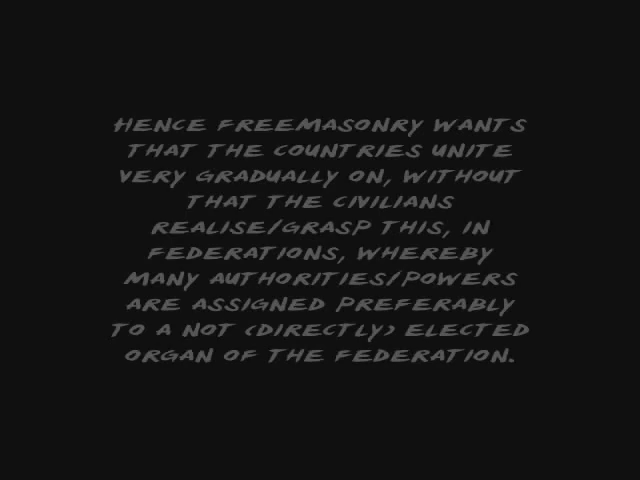 HENCE FREEMASONRY WANTS
THAT THE COUNTRIES UNITE
VERY GRADUALLY ON, WITHOUT
THAT THE CIVILIANS
REALISE/GRASP THIS, IN
FEDERATIONS, WHEREBY
MANY AUTHORITIES/POWERS
ARE ASSIGNED PREFERABLY
TO A NOT (DIRECTLY) ELECTED
ORGAN OF THE FEDERATION.